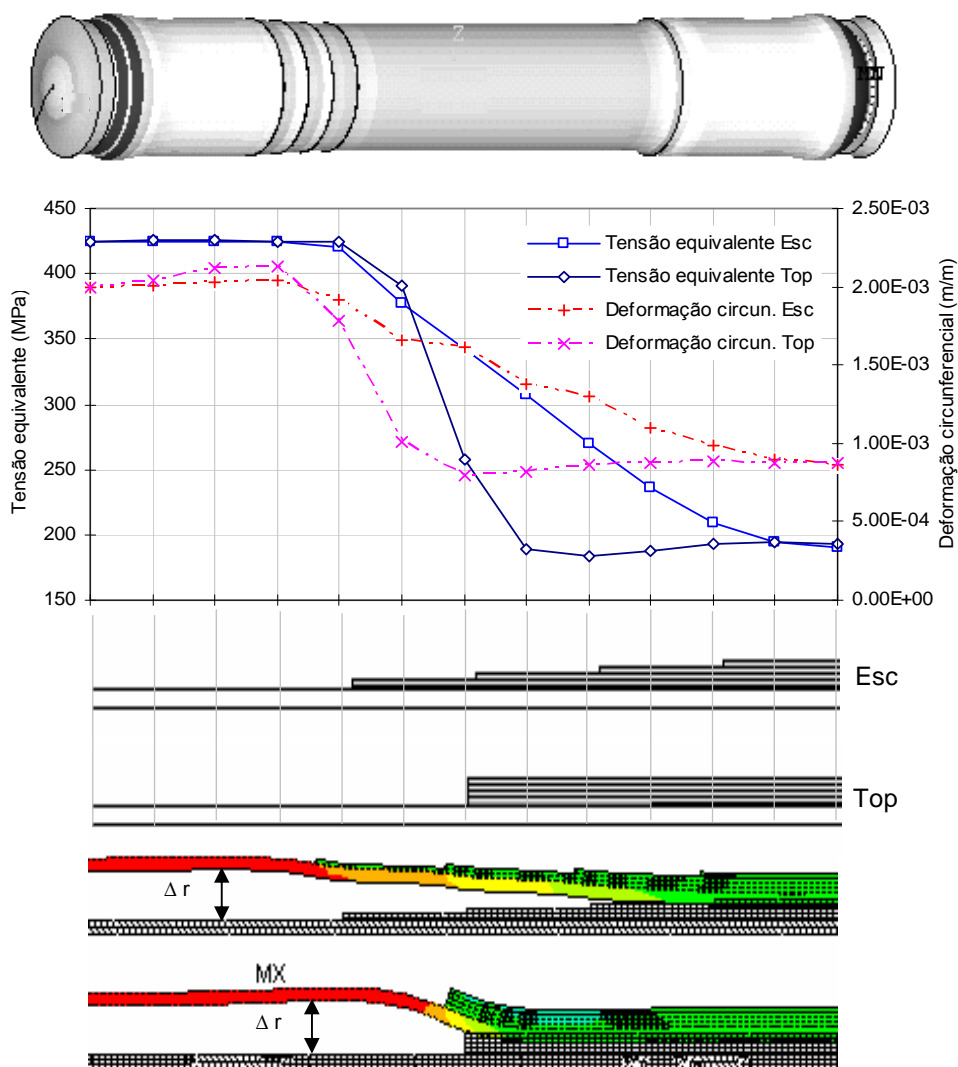 Z
MN
450
400
350
300
250
200
150
Tensão equivalente (MPa)
2.50E-03
2.00E-03
1.50E-03
1.00E-03
5.00E-04
0.00E+00
Deformação circunferencial (m/m)
Tensão equivalente Esc
Tensão equivalente Top
Deformação circun. Esc
Deformação circun. Top
Esc
Top
Δ r
MX
Δ r